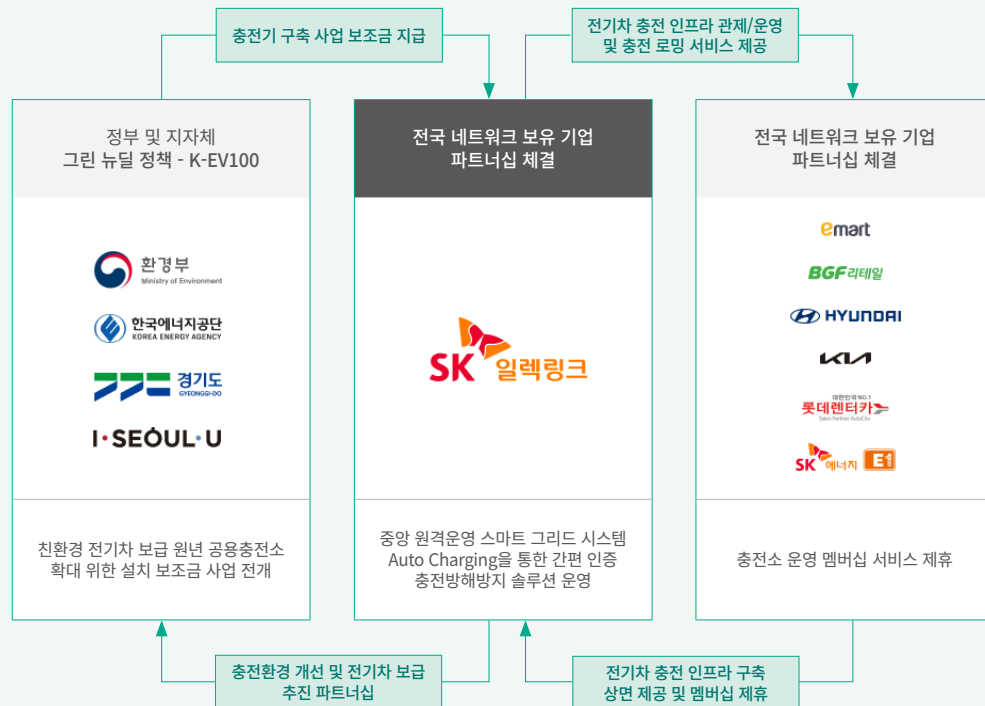 충전기 구축 사업 보조금 지급
전기차 충전 인프라 관제/운영
및 충전 로밍 서비스 제공
정부 및 지자체
그린 뉴딜 정책 - K-EV100
환경부
Ministry of Environment
한국에너지공단
KOREA ENERGY AGENCY
경기도
GYEONGGI-DO
I·SEOUL·U
친환경 전기차 보급 원년 공용충전소
확대 위한 설치 보조금 사업 전개
전국 네트워크 보유 기업
파트너십 체결
SK 일렉링크
중앙 원격운영 스마트 그리드 시스템
Auto Charging을 통한 간편 인증
충전방해방지 솔루션 운영
전국 네트워크 보유 기업
파트너십 체결
emart
BGF리테일
HYUNDAI
KIA
대한민국 NO.1
롯데렌터카
Sales Partner AutoCity
SK 에너지 E1
충전소 운영 멤버십 서비스 제휴
충전환경 개선 및 전기차 보급
추진 파트너십
전기차 충전 인프라 구축
상면 제공 및 멤버십 제휴